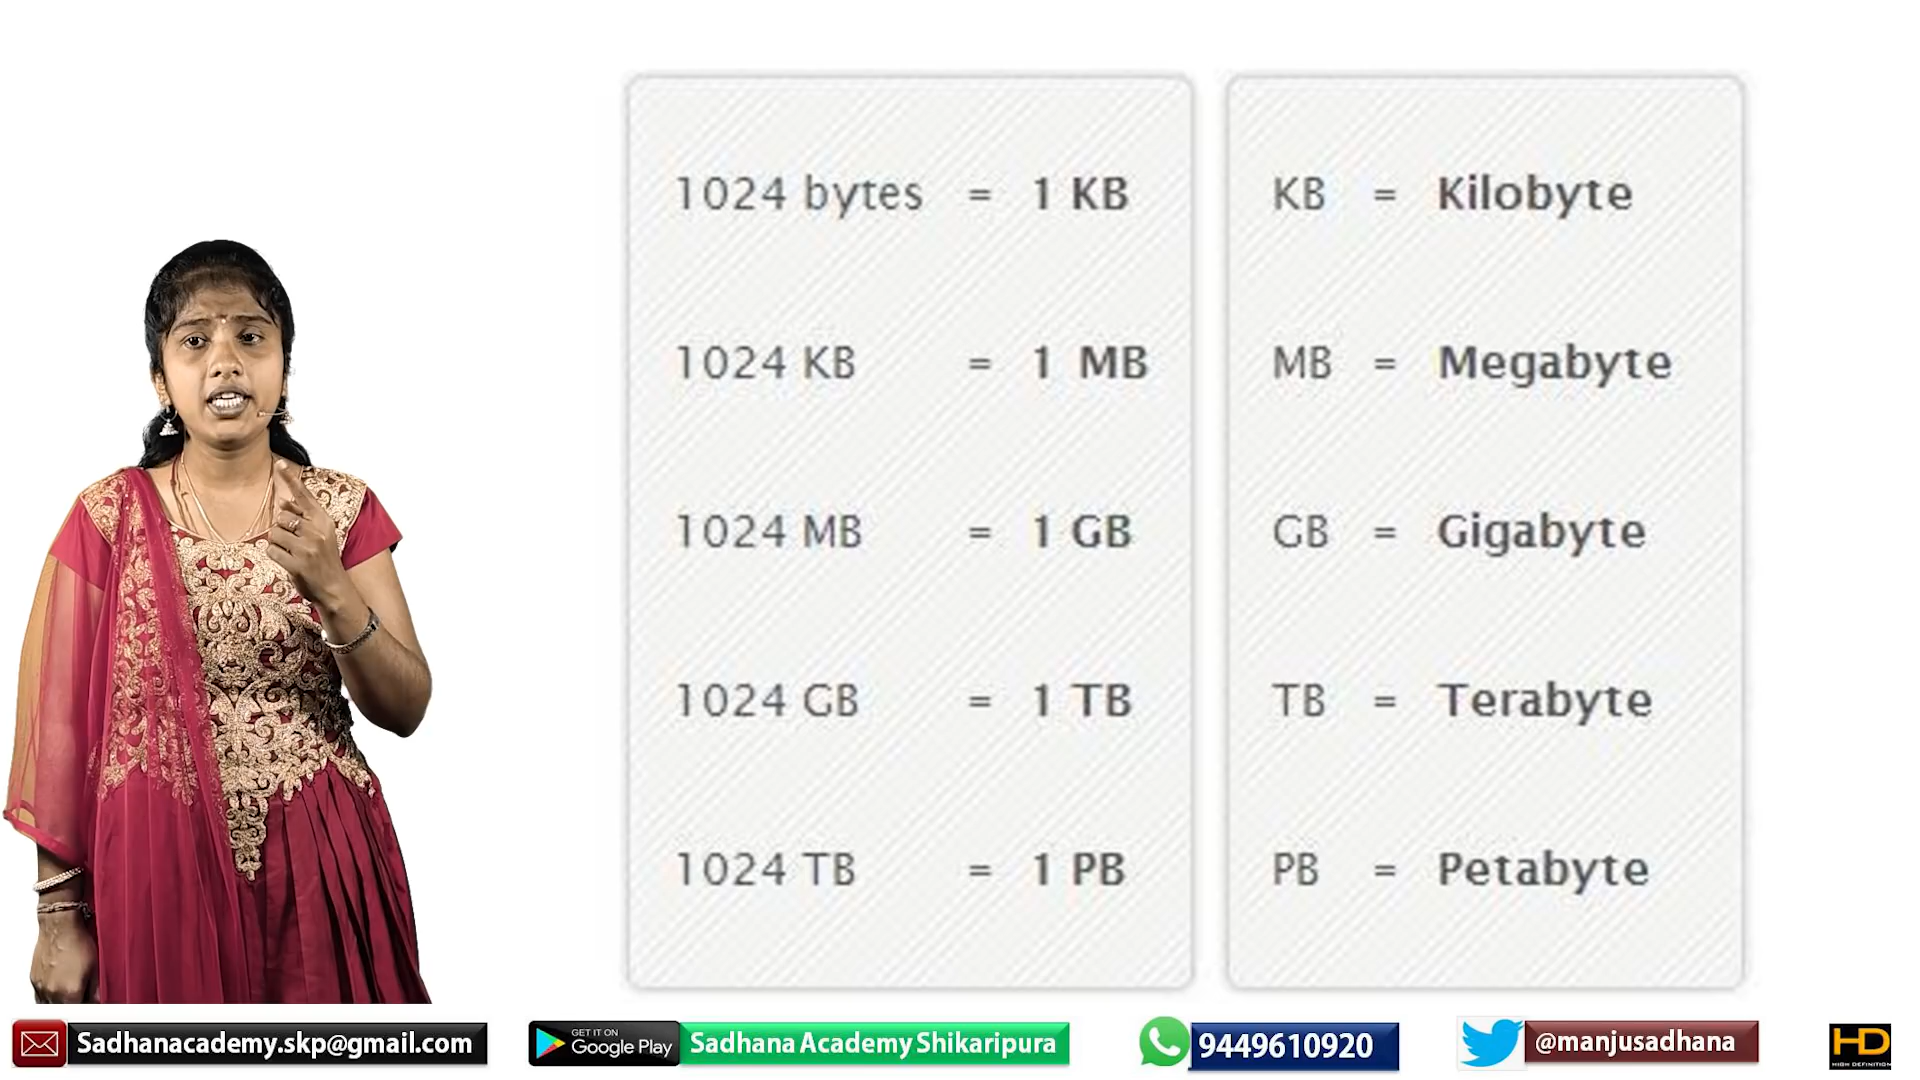 1024 bytes = 1 KB
1024 KB = 1 MB
1024 MB = 1 GB
1024 GB = 1 TB
1024 TB = 1 PB
KB = Kilobyte
MB = Megabyte
GB = Gigabyte
TB = Terabyte
PB = Petabyte
Sadhanacademy.skp@gmail.com
GET IT ON
Google Play
Sadhana Academy Shikaripura
9449610920
@manjusadhana
HD
HIGH DEFINITION